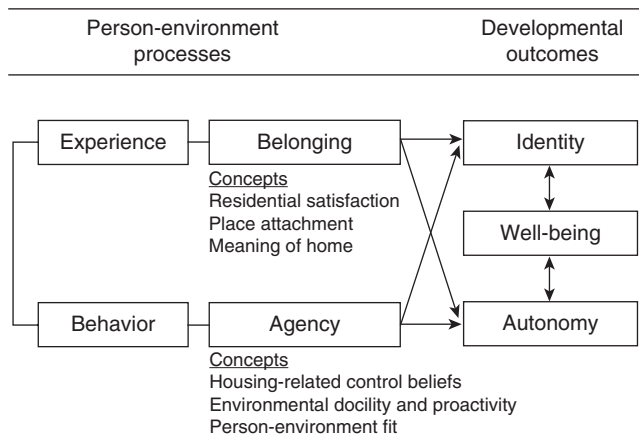 Person-environment
processes
Developmental
outcomes
Experience
Belonging
Identity
Concepts
Residential satisfaction
Place attachment
Meaning of home
Well-being
Behavior
Agency
Autonomy
Concepts
Housing-related control beliefs
Environmental docility and proactivity
Person-environment fit